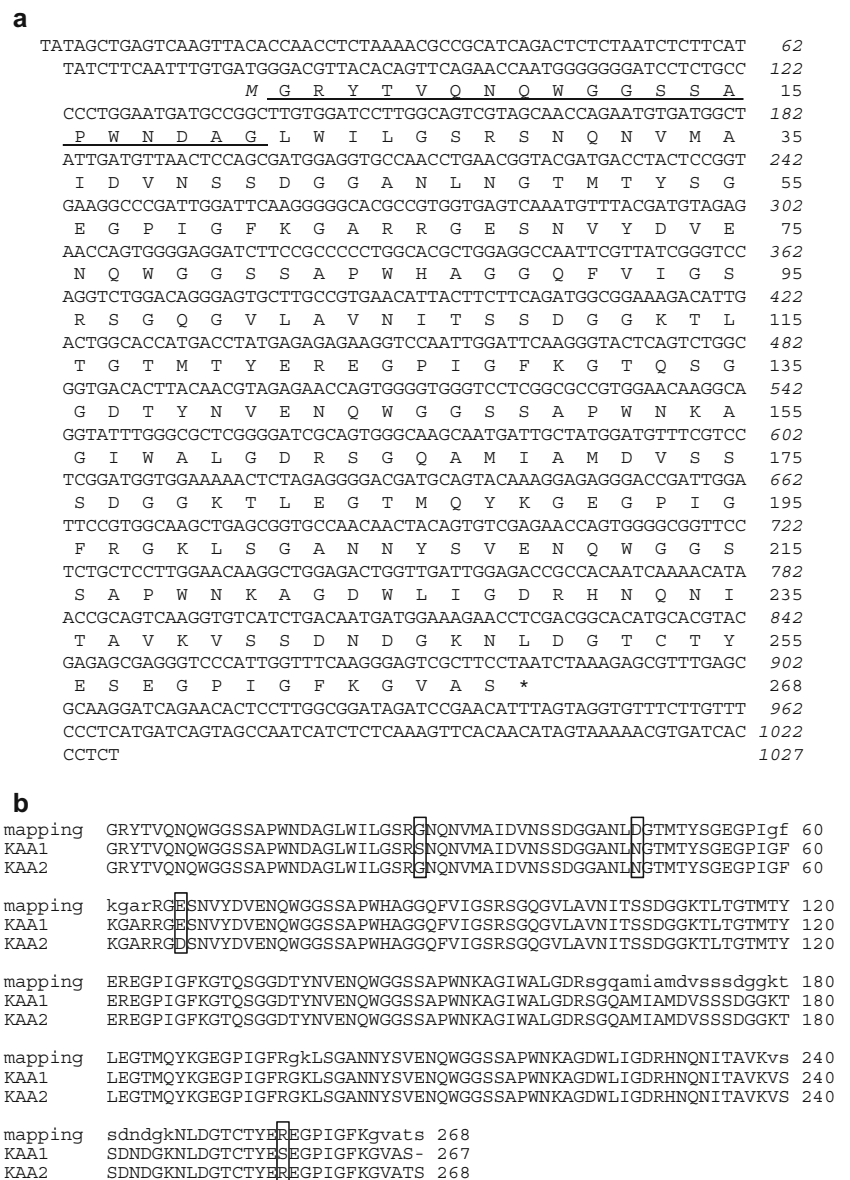 a
TATAGCTGAGTCAAGTTACACCAACCTCTAAAACGCCGCATCAGACTCTCTAATCTCTTCAT 62
TATCTTCAATTTGTGATGGGACGTTACACAGTTCAGAACCAATGGGGGGGATCCTCTGCC 122
M G R Y T V Q N Q W G G S S A 15
CCCTGGAATGATGCCGGCTTGTGGATCCTTGGCAGTCGTAGCAACCAGAATGTGATGGCT 182
P W N D A G L W I L G S R S N Q N V M A 35
ATTGATGTTAACTCCAGCGATGGAGGTGCCAACCTGAACGGTACGATGACCTACTCCGGT 242
I D V N S S D G G A N L N G T M T Y S G 55
GAAGGCCCGATTGGATTCAAGGGGGCACGCCGTGGTGAGTCAAATGTTTACGATGTAGAG 302
E G P I G F K G A R R G E S N V Y D V E 75
AACCAGTGGGGAGGATCTTCCGCCCCCTGGCACGCTGGAGGCCAATTCGTTATCGGGTCC 362
N Q W G G S S A P W H A G G Q F V I G S 95
AGGTCTGGACAGGGAGTGCTTGCCGTGAACATTACTTCTTCAGATGGCGGAAAGACATTG 422
R S G Q G V L A V N I T S S D G G K T L 115
ACTGGCACCATGACCTATGAGAGAGAAGGTCCAATTGGATTCAAGGGTACTCAGTCTGGC 482
T G T M T Y E R E G P I G F K G T Q S G 135
GGTGACACTTACAACGTAGAGAACCAGTGGGGTGGGTCCTCGGCGCCGTGGAACAAGGCA 542
G D T Y N V E N Q W G G S S A P W N K A 155
GGTATTTGGGCGCTCGGGGATCGCAGTGGGCAAGCAATGATTGCTATGGATGTTTCGTCC 602
G I W A L G D R S G Q A M I A M D V S S 175
TCGGATGGTGGAAAAACTCTAGAGGGGACGATGCAGTACAAAGGAGAGGGACCGATTGGA 662
S D G G K T L E G T M Q Y K G E G P I G 195
TTCCGTGGCAAGCTGAGCGGTGCCAACAACTACAGTGTCGAGAACCAGTGGGGCGGTTCC 722
F R G K L S G A N N Y S V E N Q W G G S 215
TCTGCTCCTTGGAACAAGGCTGGAGACTGGTTGATTGGAGACCGCCACAATCAAAACATA 782
S A P W N K A G D W L I G D R H N Q N I 235
ACCGCAGTCAAGGTGTCATCTGACAATGATGGAAAGAACCTCGACGGCACATGCACGTAC 842
T A V K V S S D N D G K N L D G T C T Y 255
GAGAGCGAGGGTCCCATTGGTTTCAAGGGAGTCGCTTCCTAATCTAAAGAGCGTTTGAGC 902
E S E G P I G F K G V A S * 268
GCAAGGATCAGAACACTCCTTGGCGGATAGATCCGAACATTTAGTAGGTGTTTCTTGTTT 962
CCCTCATGATCAGTAGCCAATCATCTCTCAAAGTTCACAACATAGTAAAAACGTGATCAC 1022
CCTCT 1027
b
mapping GRYTVQNQWGGSSAPWNDAGLWILGSRGNQNVMAIDVNSSDGGANLDGTMTYSGEGPIgf 60
KAA1 GRYTVQNQWGGSSAPWNDAGLWILGSRSNQNVMAIDVNSSDGGANLNGTMTYSGEGPIGF 60
KAA2 GRYTVQNQWGGSSAPWNDAGLWILGSRGNQNVMAIDVNSSDGGANLNGTMTYSGEGPIGF 60
mapping kgarRGESNVYDVENQWGGSSAPWHAGGQFVIGSRSGQGVLAVNITSSDGGKTLTGTMTY 120
KAA1 KGARRGESNVYDVENQWGGSSAPWHAGGQFVIGSRSGQGVLAVNITSSDGGKTLTGTMTY 120
KAA2 KGARRGDSNVYDVENQWGGSSAPWHAGGQFVIGSRSGQGVLAVNITSSDGGKTLTGTMTY 120
mapping EREGPIGFKGTQSGGDTYNVENQWGGSSAPWNKAGIWALGDRsgqamiamdvsssdggkt 180
KAA1 EREGPIGFKGTQSGGDTYNVENQWGGSSAPWNKAGIWALGDRSGQAMIAMDVSSSDGGKT 180
KAA2 EREGPIGFKGTQSGGDTYNVENQWGGSSAPWNKAGIWALGDRSGQAMIAMDVSSSDGGKT 180
mapping LEGTMQYKGEGPIGFRgkLSGANNYSVENQWGGSSAPWNKAGDWLIGDRHNQNITAVKvs 240
KAA1 LEGTMQYKGEGPIGFRGKLSGANNYSVENQWGGSSAPWNKAGDWLIGDRHNQNITAVKVS 240
KAA2 LEGTMQYKGEGPIGFRGKLSGANNYSVENQWGGSSAPWNKAGDWLIGDRHNQNITAVKVS 240
mapping sdndgkNLDGTCTYEREGPIGFKgvats 268
KAA1 SDNDGKNLDGTCTYESEGPIGFKGVAS- 267
KAA2 SDNDGKNLDGTCTYEREGPIGFKGVATS 268